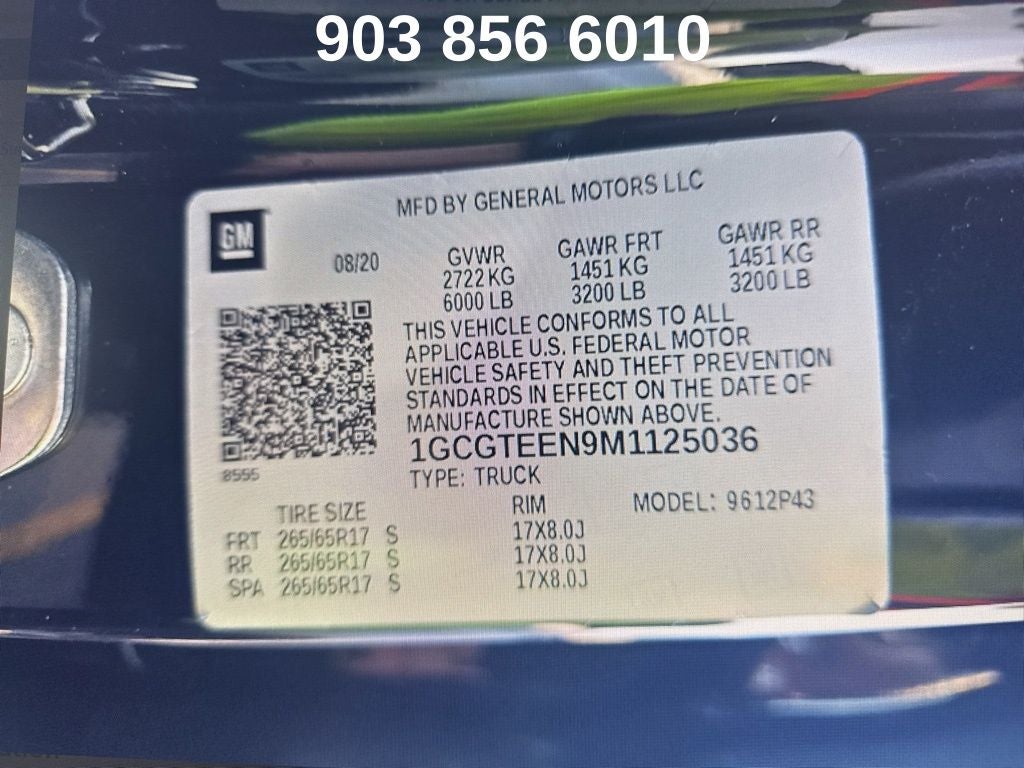 903 856 6010
MFD BY GENERAL MOTORS LLC
GM
08/20
GVWR
2722 KG
6000 LB
GAWR FRT
1451 KG
3200 LB
GAWR RR
1451 KG
3200 LB
THIS VEHICLE CONFORMS TO ALL
APPLICABLE U.S. FEDERAL MOTOR
VEHICLE SAFETY AND THEFT PREVENTION
STANDARDS IN EFFECT ON THE DATE OF
MANUFACTURE SHOWN ABOVE.
1GCGTEEN9M1125036
8555
TYPE: TRUCK
MODEL: 9612P43
TIRE SIZE RIM
FRT 265/65R17 S 17X8.0J
RR 265/65R17 S 17X8.0J
SPA 265/65R17 S 17X8.0J